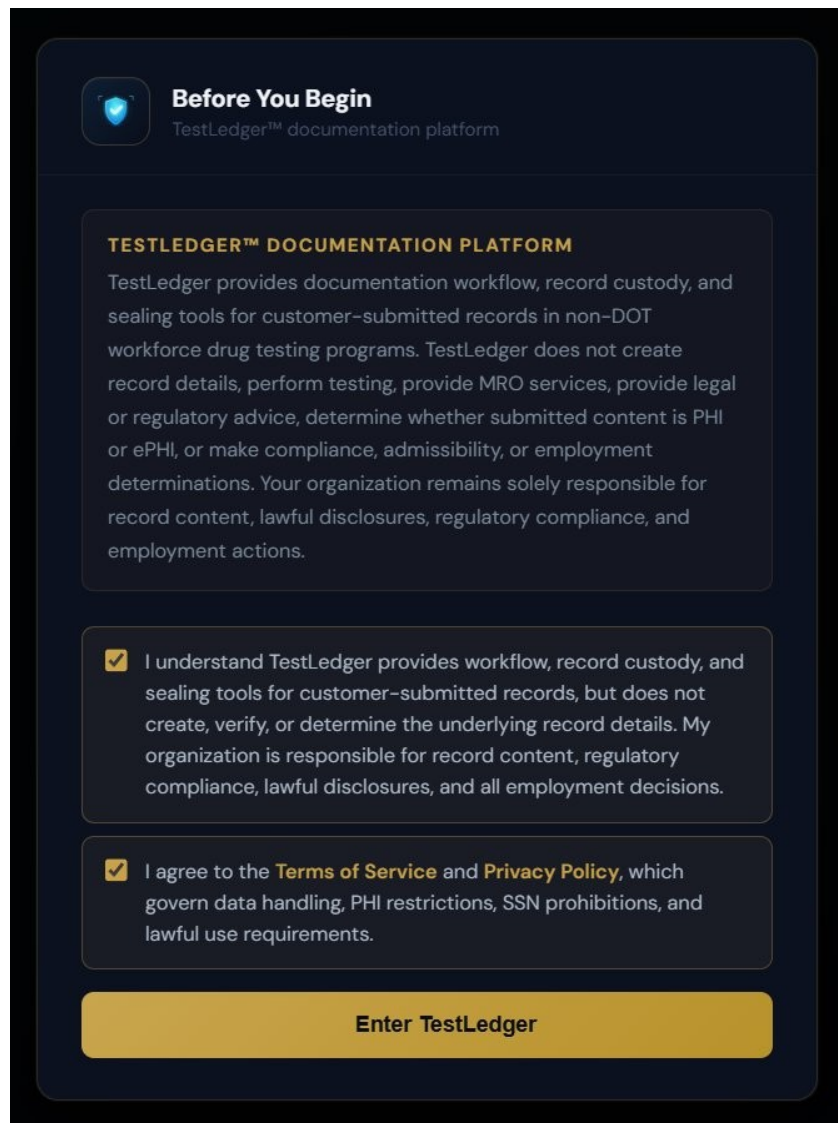 Before You Begin
TestLedger™ documentation platform
TESTLEDGER™ DOCUMENTATION PLATFORM
TestLedger provides documentation workflow, record custody, and
sealing tools for customer-submitted records in non-DOT
workforce drug testing programs. TestLedger does not create
record details, perform testing, provide MRO services, provide legal
or regulatory advice, determine whether submitted content is PHI
or ePHI, or make compliance, admissibility, or employment
determinations. Your organization remains solely responsible for
record content, lawful disclosures, regulatory compliance, and
employment actions.
I understand TestLedger provides workflow, record custody, and
sealing tools for customer-submitted records, but does not
create, verify, or determine the underlying record details. My
organization is responsible for record content, regulatory
compliance, lawful disclosures, and all employment decisions.
I agree to the Terms of Service and Privacy Policy, which
govern data handling, PHI restrictions, SSN prohibitions, and
lawful use requirements.
Enter TestLedger